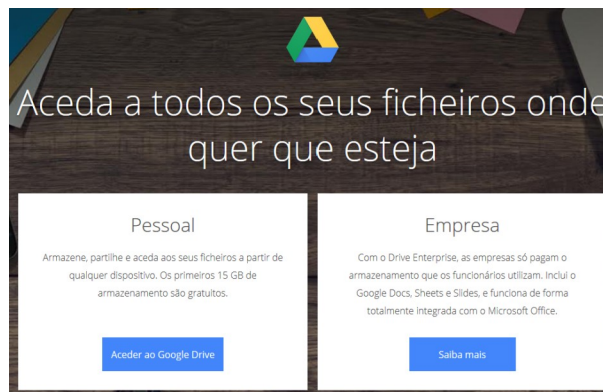 Aceda a todos os seus ficheiros onde
quer que esteja
Pessoal
Armazene, partilhe e aceda aos seus ficheiros a partir de
qualquer dispositivo. Os primeiros 15 GB de
armazenamento são gratuitos.
Aceder ao Google Drive
Empresa
Com o Drive Enterprise, as empresas só pagam o
armazenamento que os funcionários utilizam. Inclui o
Google Docs, Sheets e Slides, e funciona de forma
totalmente integrada com o Microsoft Office.
Saiba mais